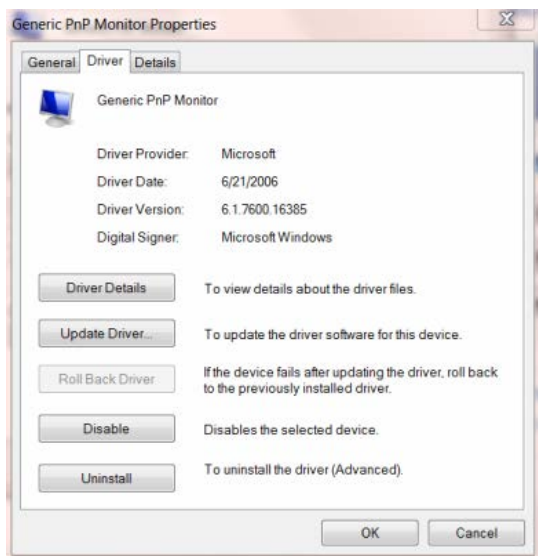 Generic PnP Monitor Properties
General Driver Details
Generic PnP Monitor
Driver Provider: Microsoft
Driver Date: 6/21/2006
Driver Version: 6.1.7600.16385
Digital Signer: Microsoft Windows
Driver Details To view details about the driver files.
Update Driver... To update the driver software for this device.
Roll Back Driver If the device fails after updating the driver, roll back
to the previously installed driver.
Disable Disables the selected device.
Uninstall To uninstall the driver (Advanced).
OK Cancel